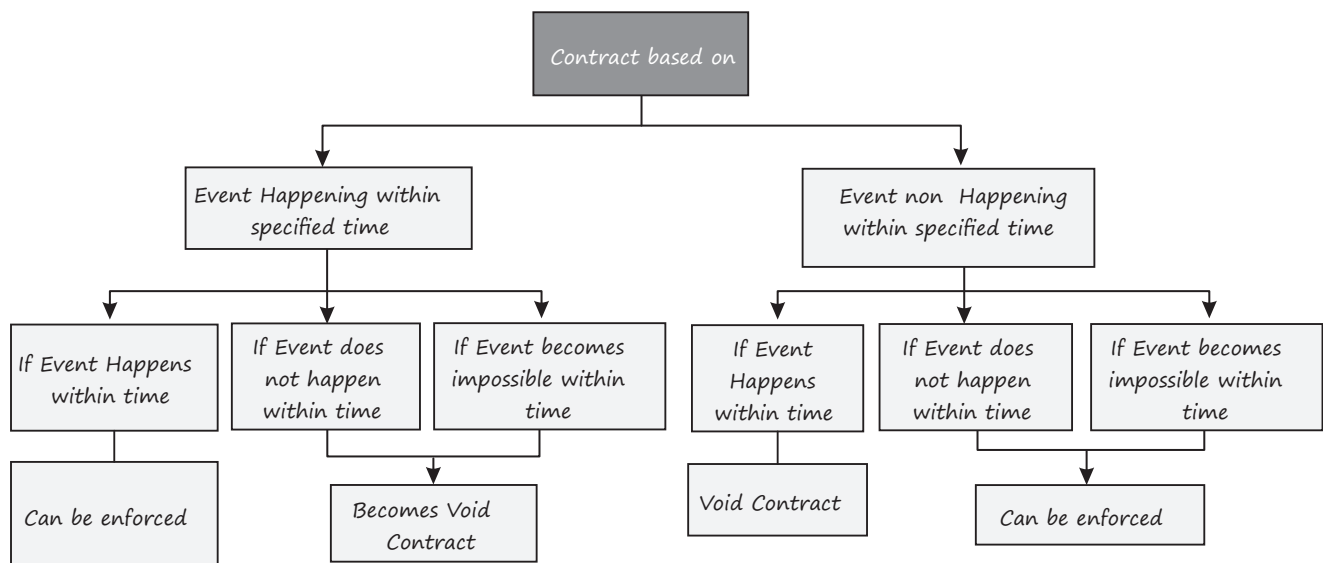 Contract based on
Event Happening within
specified time
Event non Happening
within specified time
If Event Happens
within time
If Event does
not happen
within time
If Event becomes
impossible within
time
If Event
Happens
within time
If Event does
not happen
within time
If Event becomes
impossible within
time
Can be enforced
Becomes Void
Contract
Void Contract
Can be enforced